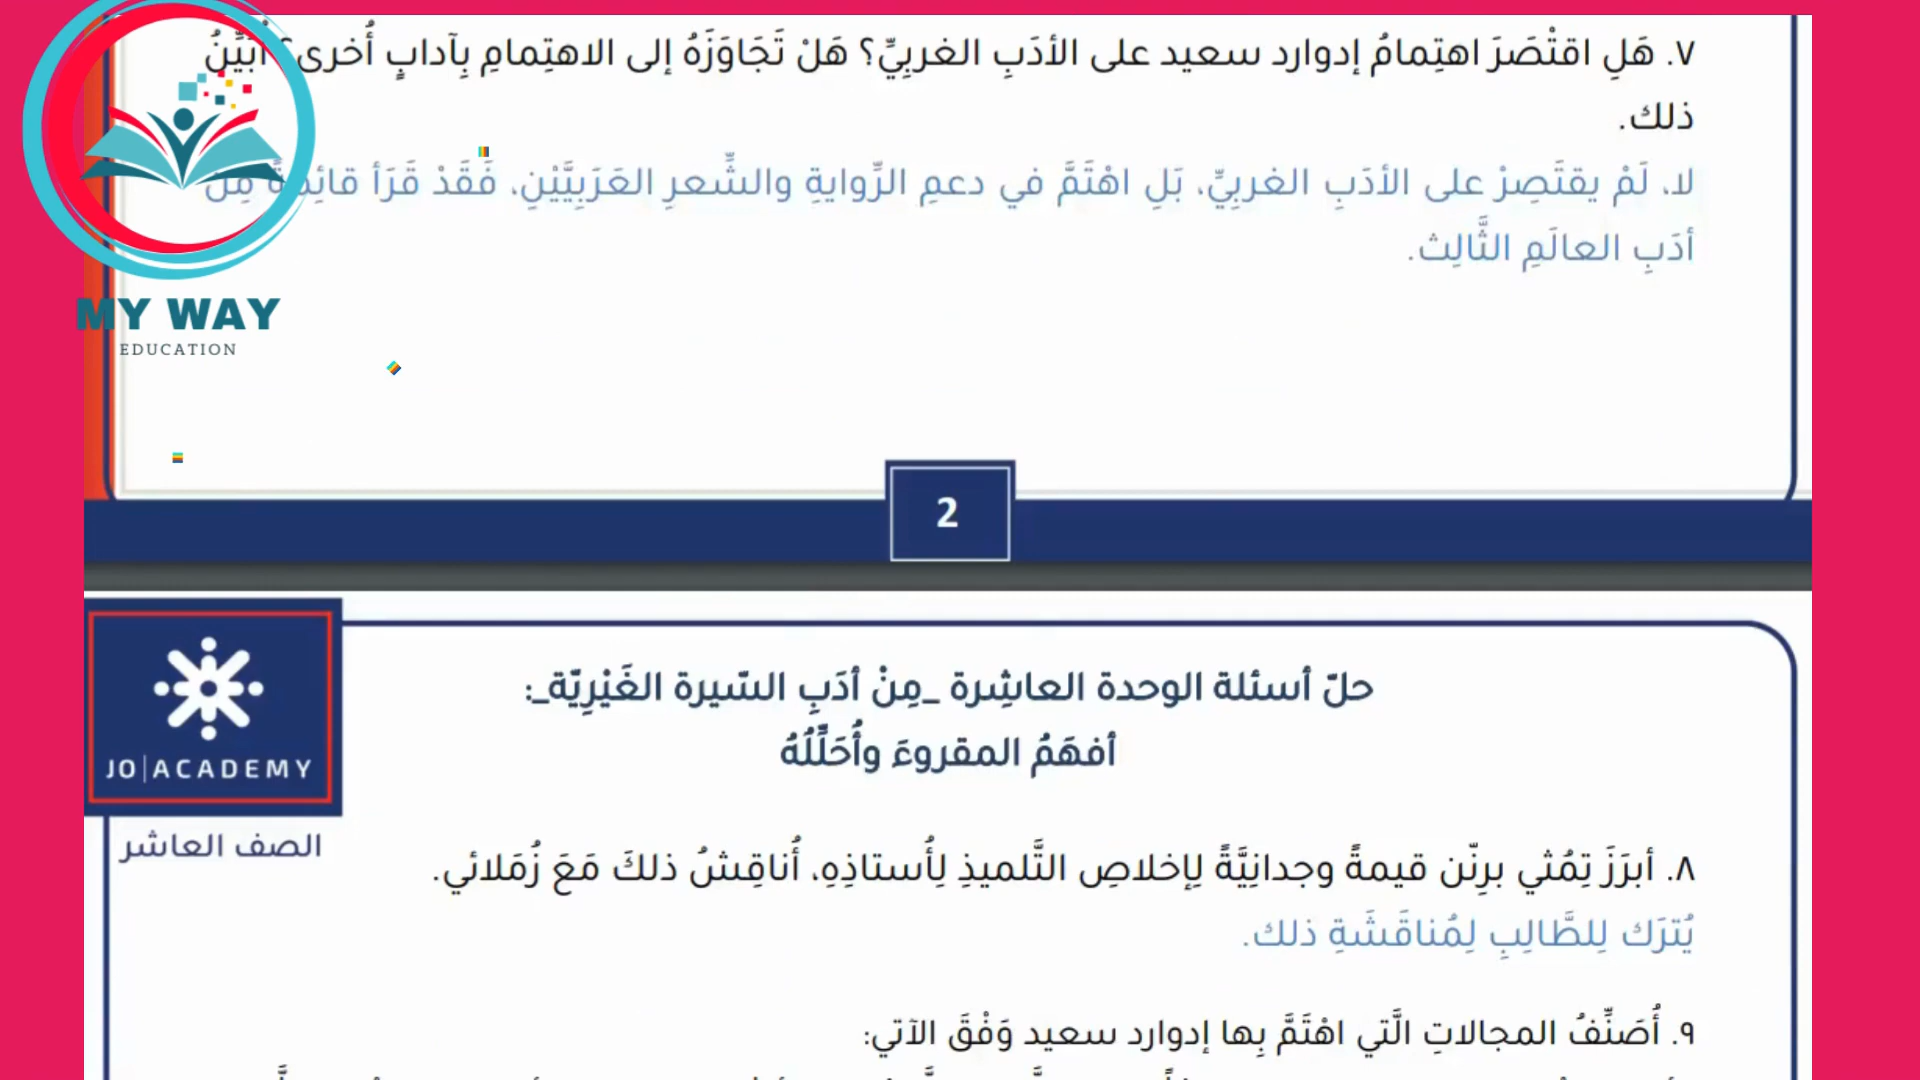 ٧. هَلِ اقتْصَرَ اهتِمامُ إدوارد سعيد على الأدَبِ الغربِيِّ؟ هَلْ تَجَاوَزَهُ إلى الاهتِمامِ بِآدابٍ أُخرى؟ أُبَيِّنُ
ذلك.
لا، لَمْ يقتَصِرْ على الأدَبِ الغربِيِّ، بَلِ اهْتَمَّ في دعمِ الرِّوايةِ والشِّعرِ العَرَبِيَّيْنِ، فَقَدْ قَرَأ قائِمةً مِنْ
أدَبِ العالَمِ الثَّالِث.
MY WAY
EDUCATION
2
JO|ACADEMY
الصف العاشر
حلّ أسئلة الوحدة العاشِرة _مِنْ أدَبِ السّيرة الغَيْرِيّة_:
أفهَمُ المقروءَ وأُحَلِّلُهُ
٨. أبرَزَ تِمُثي برِنّن قيمةً وجدانِيَّةً لِإخلاصِ التَّلميذِ لِأُستاذِهِ، أُناقِشُ ذلكَ مَعَ زُمَلائي.
يُترَك لِلطَّالِبِ لِمُناقَشَةِ ذلك.
٩. أُصَنِّفُ المجالاتِ الَّتي اهْتَمَّ بِها إدوارد سعيد وَفْقَ الآتي: